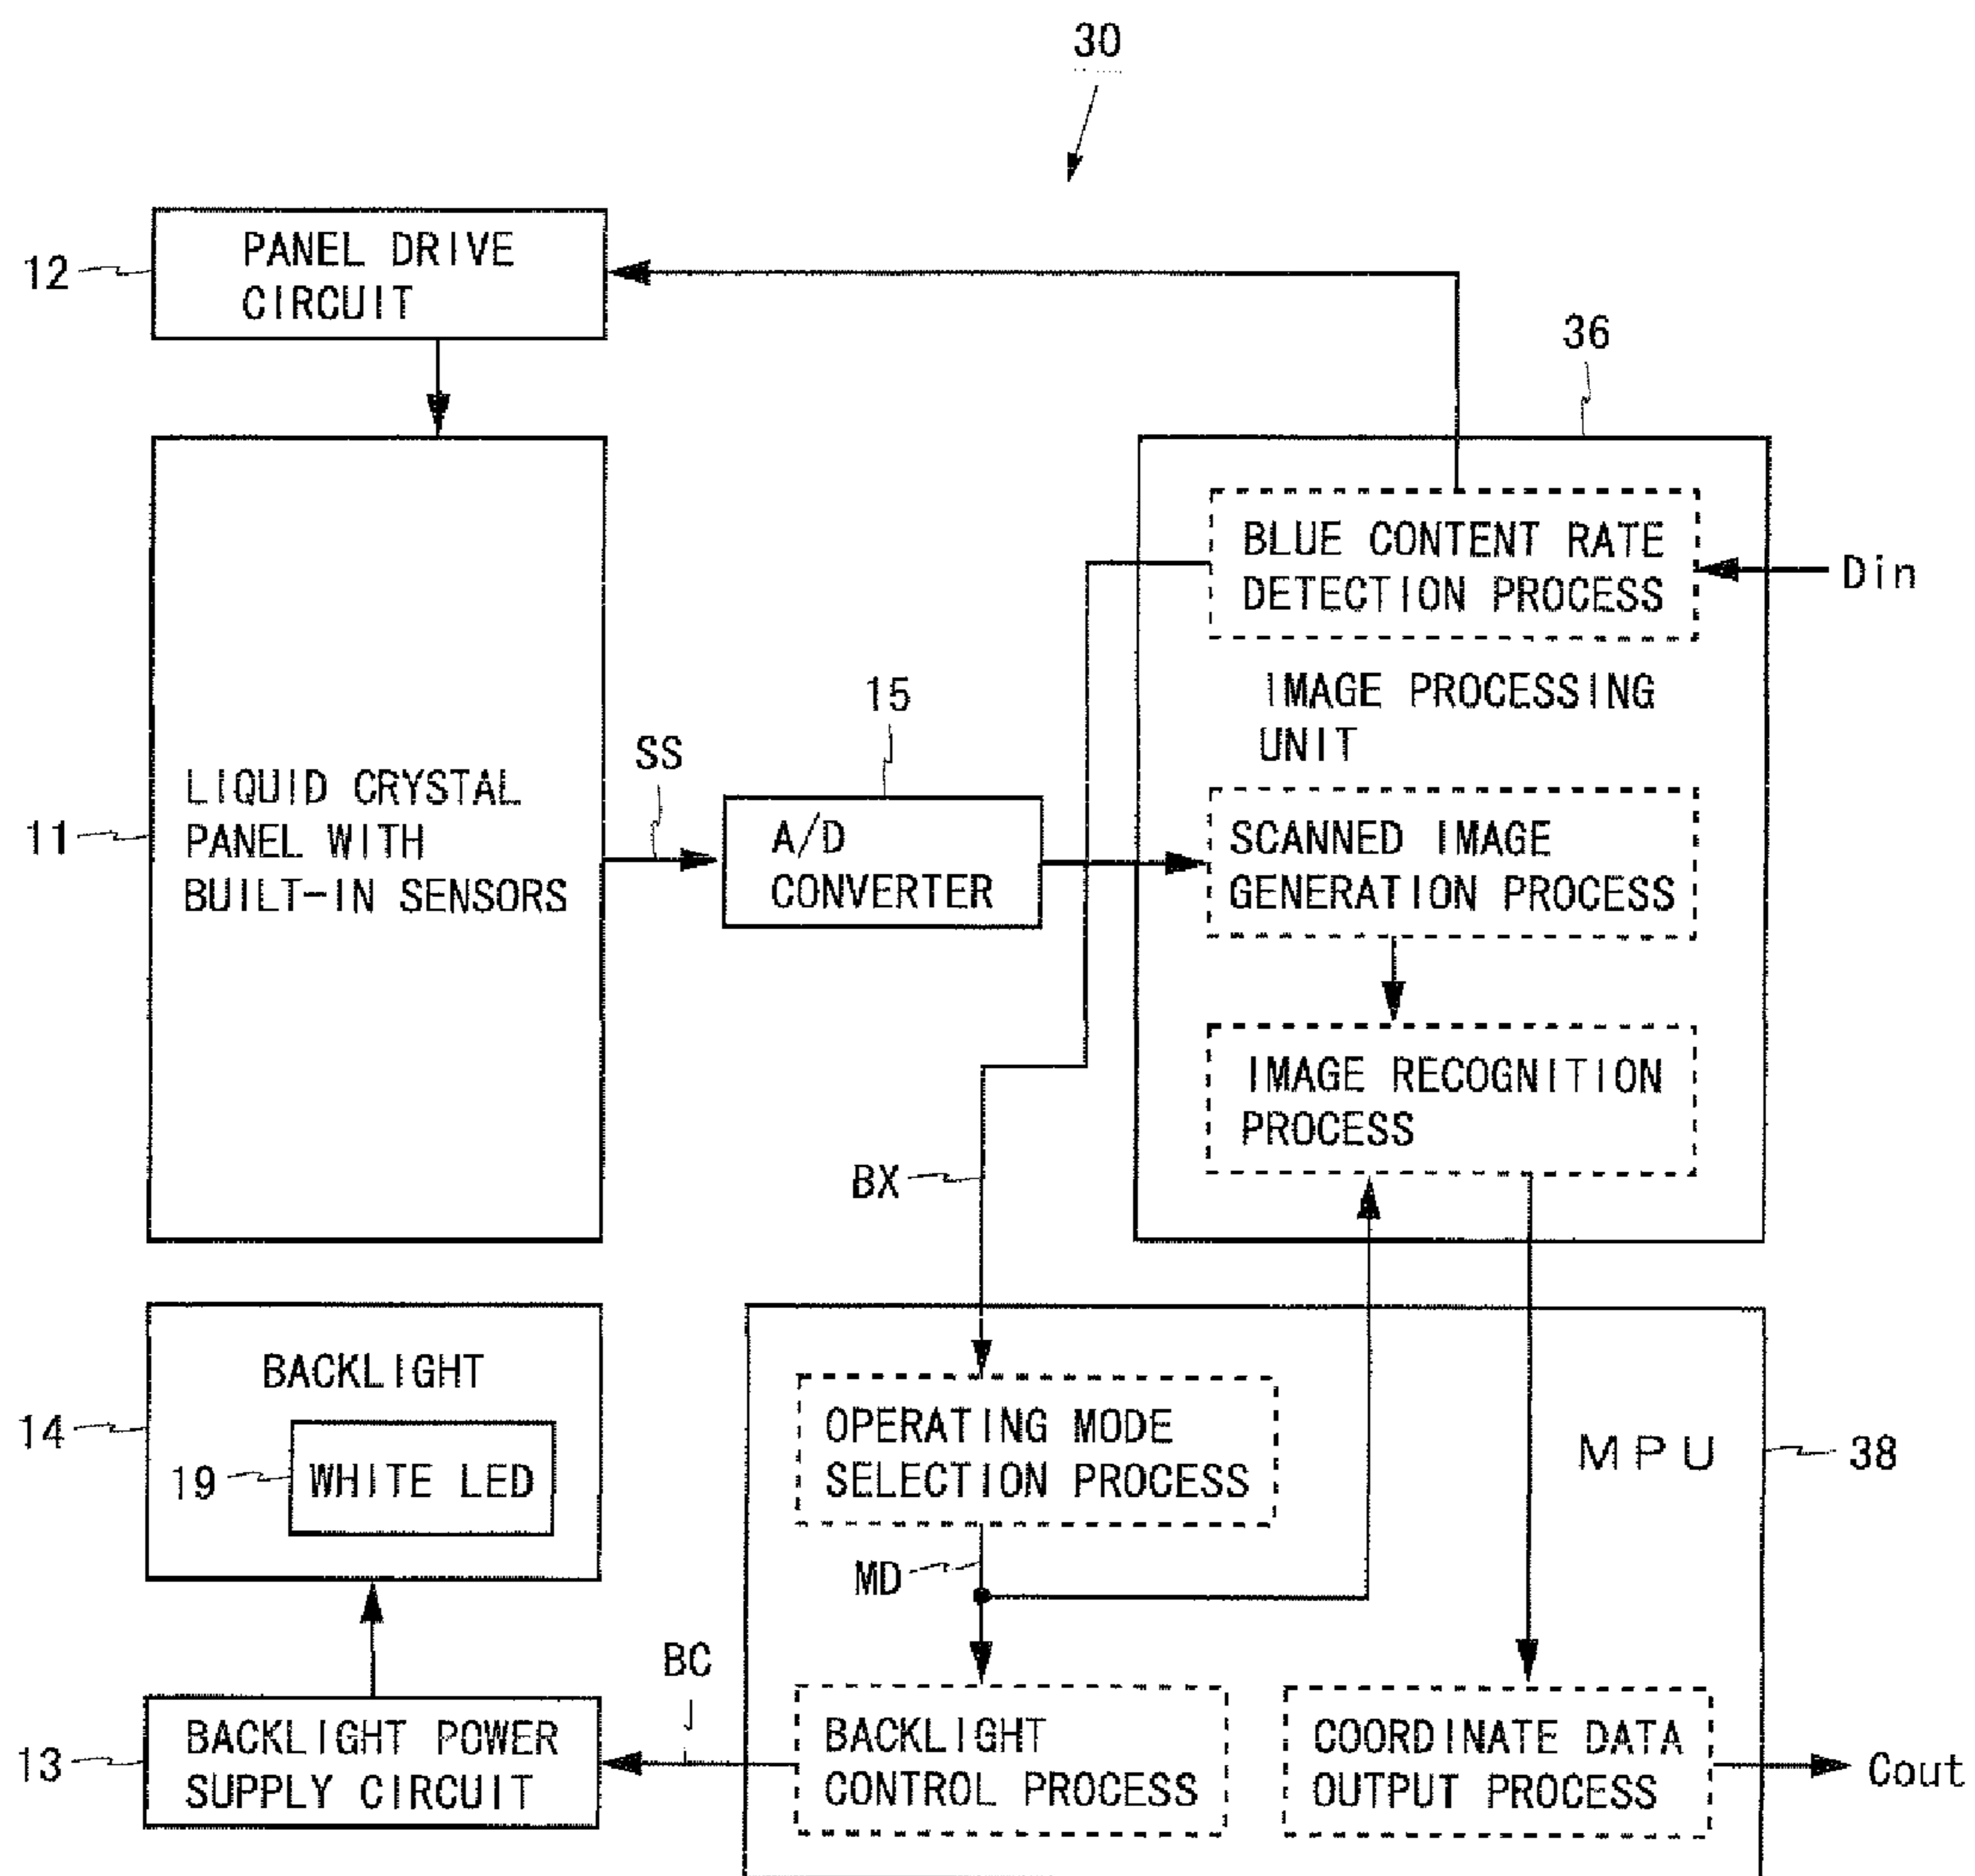 30
PANEL DRIVE
CIRCUIT
12
36
BLUE CONTENT RATE
DETECTION PROCESS
Din
IMAGE PROCESSING
UNIT
15
SS
LIQUID CRYSTAL
PANEL WITH
BUILT-IN SENSORS
11
A/D
CONVERTER
SCANNED IMAGE
GENERATION PROCESS
IMAGE RECOGNITION
PROCESS
BX
BACKLIGHT
14
19
WHITE LED
OPERATING MODE
SELECTION PROCESS
MPU
38
MD
BC
13
BACKLIGHT POWER
SUPPLY CIRCUIT
BACKLIGHT
CONTROL PROCESS
COORDINATE DATA
OUTPUT PROCESS
Cout